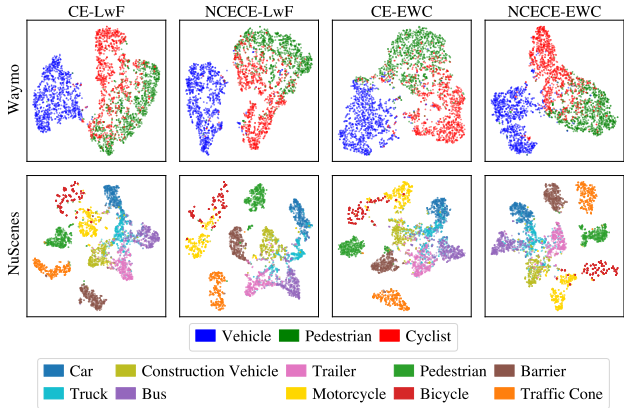 CE-LwF NCECE-LwF CE-EWC NCECE-EWC
Waymo
NuScenes
Vehicle Pedestrian Cyclist
Car Construction Vehicle Trailer Pedestrian Barrier
Truck Bus Motorcycle Bicycle Traffic Cone